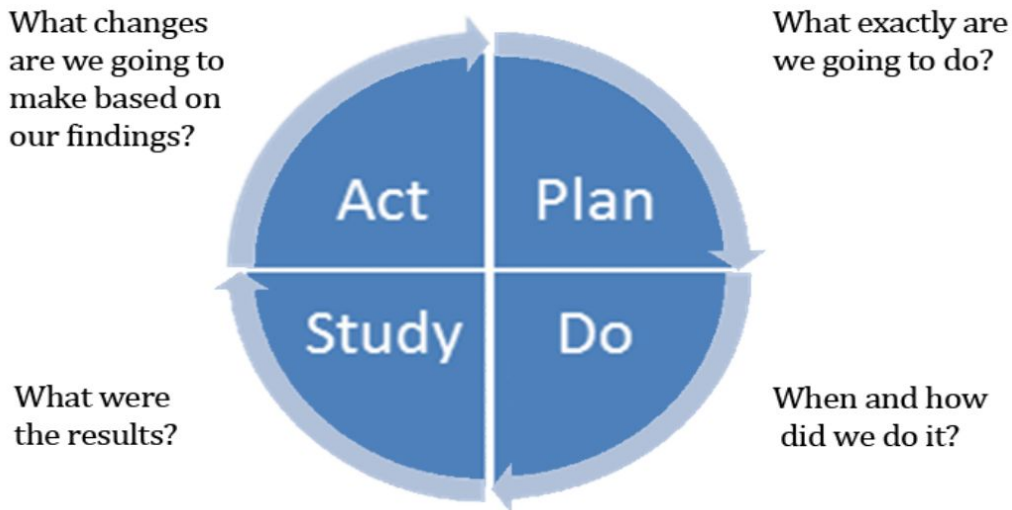 What changes
are we going to
make based on
our findings?
What exactly are
we going to do?
Act
Plan
Study
Do
What were
the results?
When and how
did we do it?